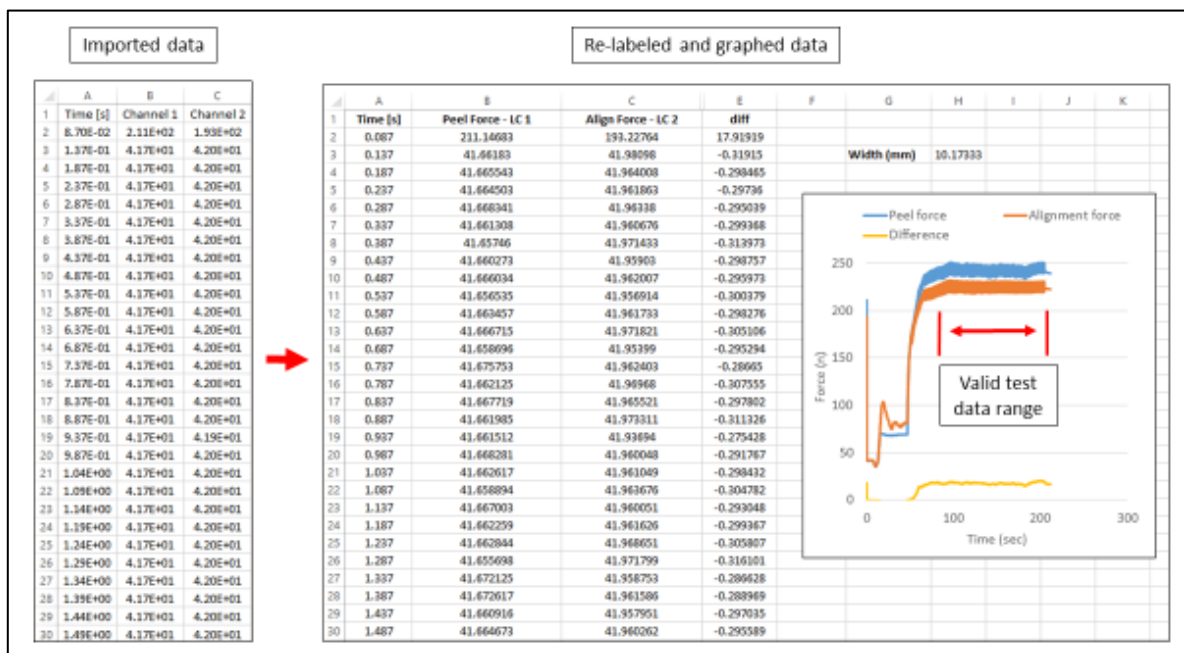 Imported data
Re-labeled and graphed data
A B C
1 Time [s] Channel 1 Channel 2
2 8.70E-02 2.11E+02 1.93E+02
3 1.37E-01 4.17E+01 4.20E+01
4 1.87E-01 4.17E+01 4.20E+01
5 2.37E-01 4.17E+01 4.20E+01
6 2.87E-01 4.17E+01 4.20E+01
7 3.37E-01 4.17E+01 4.20E+01
8 3.87E-01 4.17E+01 4.20E+01
9 4.37E-01 4.17E+01 4.20E+01
10 4.87E-01 4.17E+01 4.20E+01
11 5.37E-01 4.17E+01 4.20E+01
12 5.87E-01 4.17E+01 4.20E+01
13 6.37E-01 4.17E+01 4.20E+01
14 6.87E-01 4.17E+01 4.20E+01
15 7.37E-01 4.17E+01 4.20E+01
16 7.87E-01 4.17E+01 4.20E+01
17 8.37E-01 4.17E+01 4.20E+01
18 8.87E-01 4.17E+01 4.20E+01
19 9.37E-01 4.17E+01 4.19E+01
20 9.87E-01 4.17E+01 4.20E+01
21 1.04E+00 4.17E+01 4.20E+01
22 1.09E+00 4.17E+01 4.20E+01
23 1.14E+00 4.17E+01 4.20E+01
24 1.19E+00 4.17E+01 4.20E+01
25 1.24E+00 4.17E+01 4.20E+01
26 1.29E+00 4.17E+01 4.20E+01
27 1.34E+00 4.17E+01 4.20E+01
28 1.39E+00 4.17E+01 4.20E+01
29 1.44E+00 4.17E+01 4.20E+01
30 1.49E+00 4.17E+01 4.20E+01
A B C E F G H I J K
1 Time [s] Peel Force - LC 1 Align Force - LC 2 diff
2 0.087 211.14683 193.22764 17.91919
3 0.137 41.66183 41.98098 -0.31915 Width (mm) 10.17333
4 0.187 41.665543 41.964008 -0.298465
5 0.237 41.664503 41.961863 -0.29736
6 0.287 41.668341 41.96338 -0.295039
7 0.337 41.661308 41.960676 -0.299368
8 0.387 41.65746 41.971433 -0.313973
9 0.437 41.660273 41.95903 -0.298757
10 0.487 41.666034 41.962007 -0.295973
11 0.537 41.656535 41.956914 -0.300379
12 0.587 41.663457 41.961733 -0.298276
13 0.637 41.666715 41.971821 -0.305106
14 0.687 41.658696 41.95399 -0.295294
15 0.737 41.675753 41.962403 -0.28665
16 0.787 41.662125 41.96968 -0.307555
17 0.837 41.667719 41.965521 -0.297802
18 0.887 41.661985 41.973311 -0.311326
19 0.937 41.661512 41.93694 -0.275428
20 0.987 41.668281 41.960048 -0.291767
21 1.037 41.662617 41.961049 -0.298432
22 1.087 41.658894 41.963676 -0.304782
23 1.137 41.667003 41.960051 -0.293048
24 1.187 41.662259 41.961626 -0.299367
25 1.237 41.662844 41.968651 -0.305807
26 1.287 41.655698 41.971799 -0.316101
27 1.337 41.672125 41.958753 -0.286628
28 1.387 41.672617 41.961586 -0.288969
29 1.437 41.660916 41.957951 -0.297035
30 1.487 41.664673 41.960262 -0.295589
Peel force Alignment force
Difference
250
200
150
100
50
0
Force (n)
Valid test
data range
0 100 200 300
Time (sec)